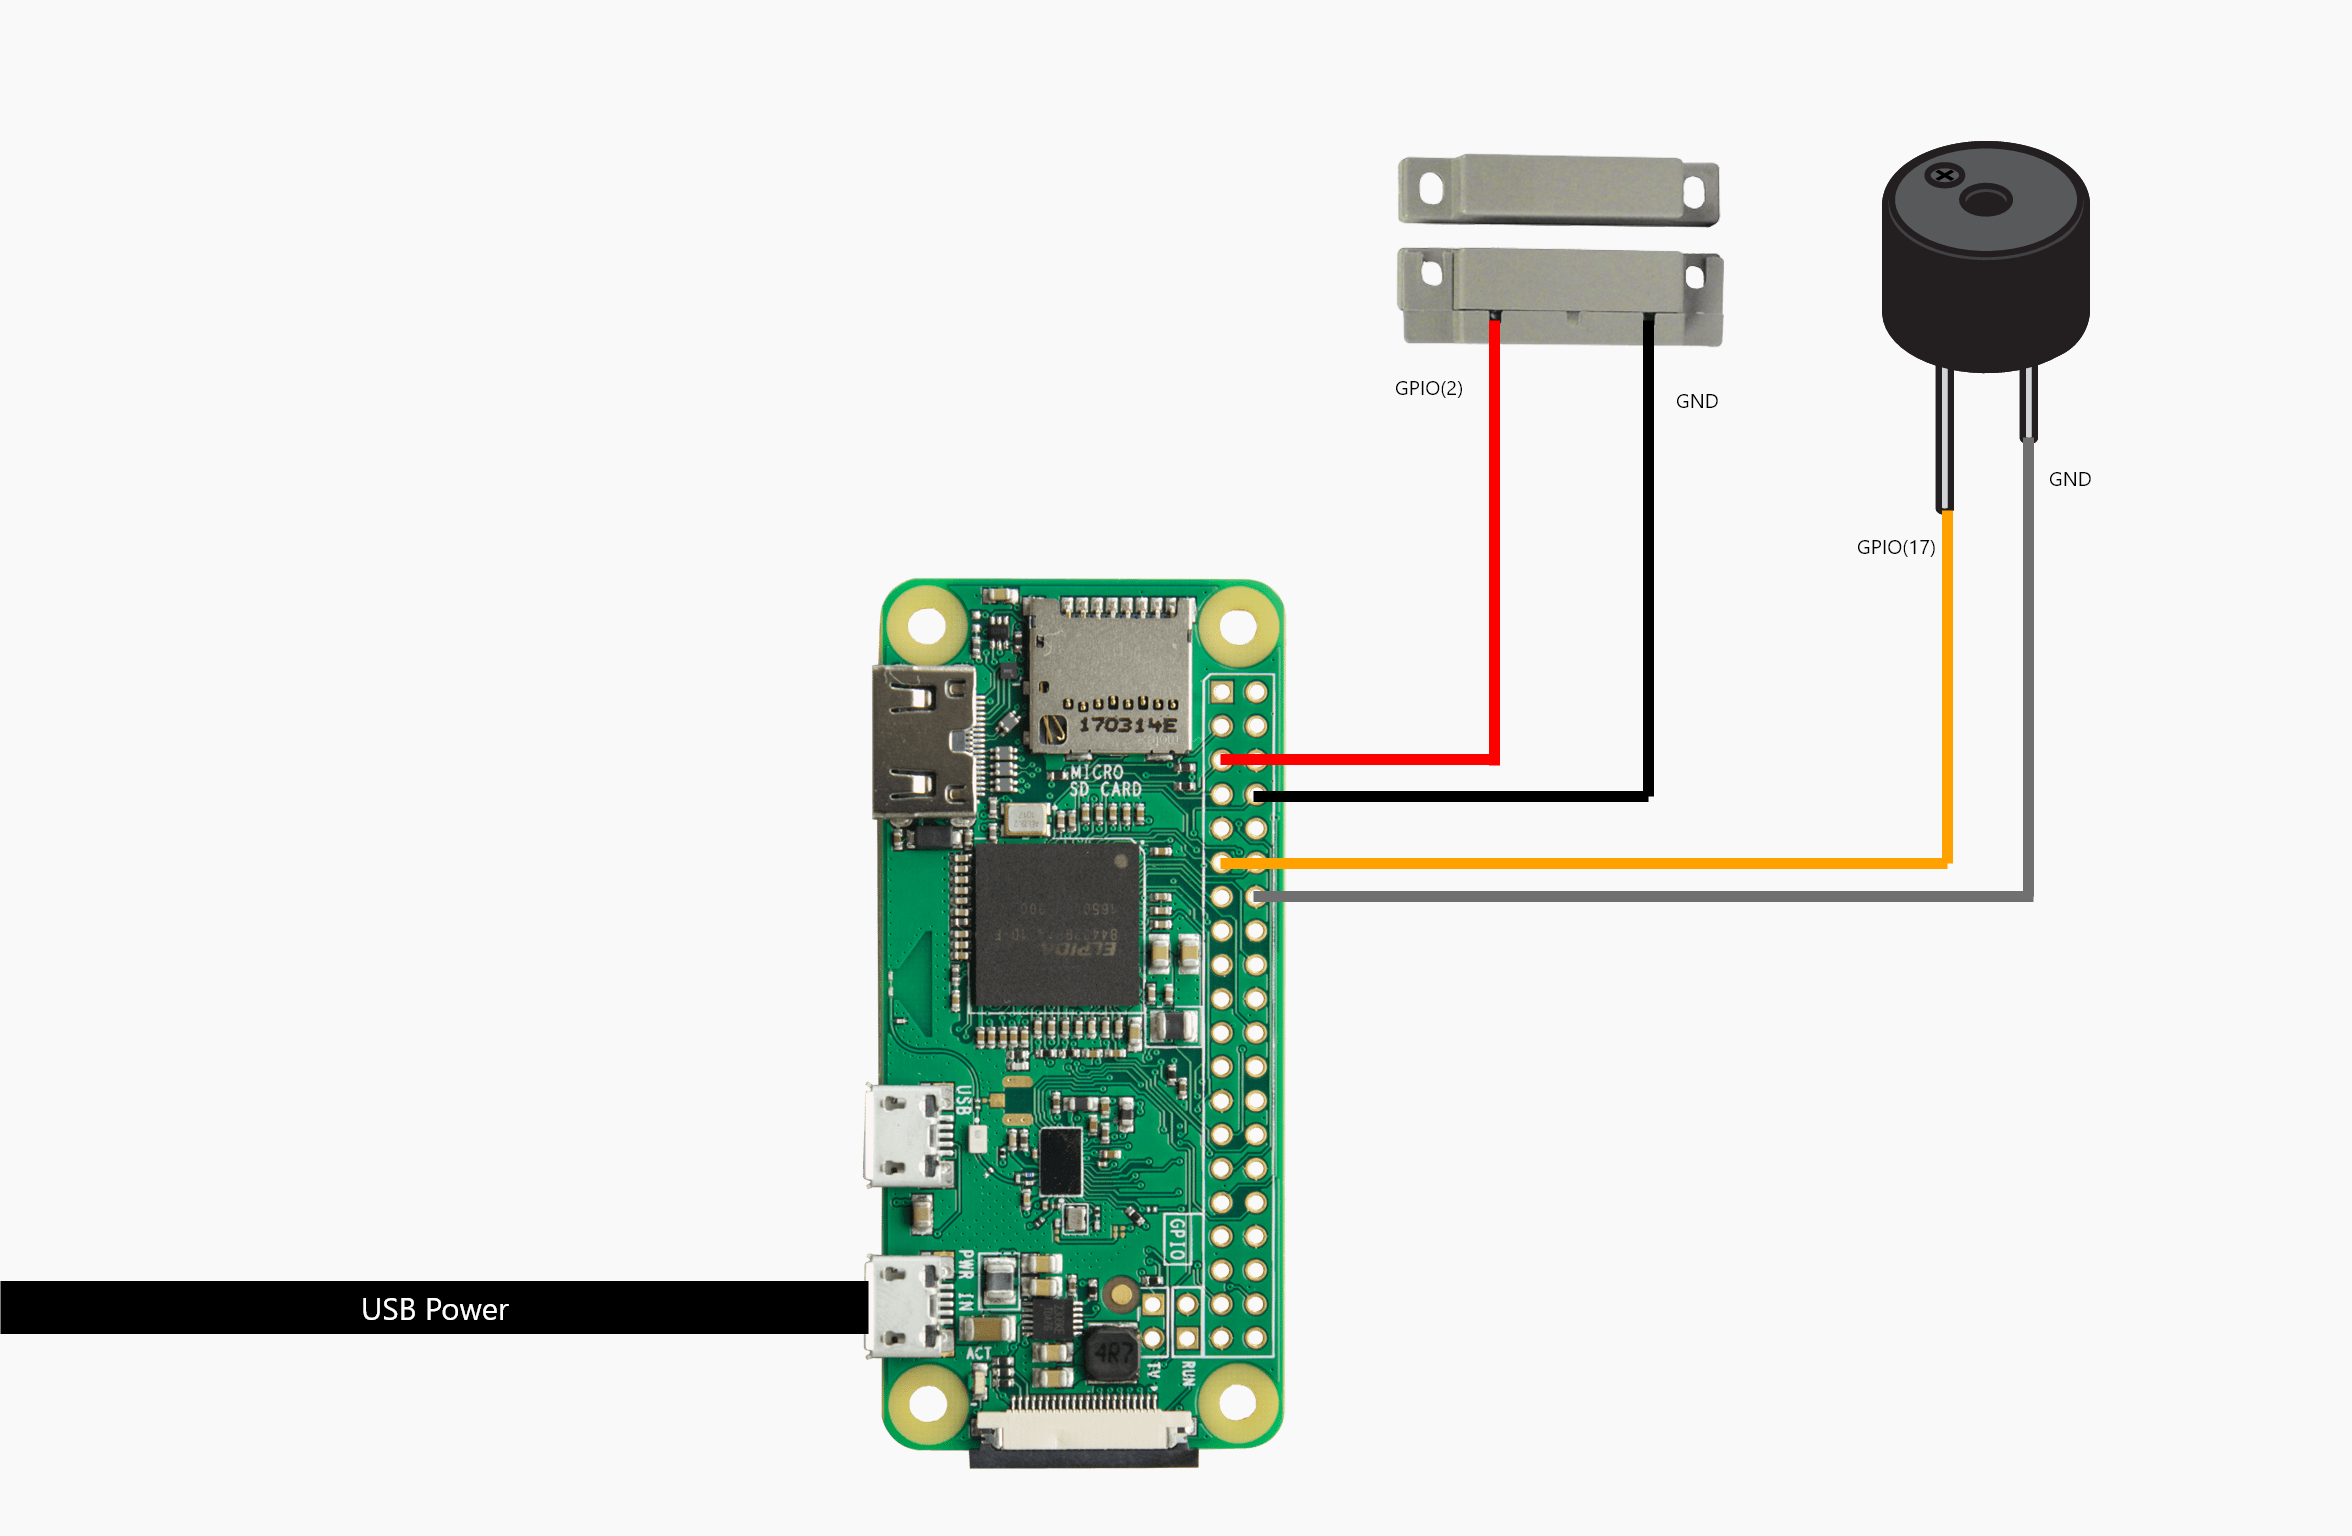 GPIO(2)
GND
GND
GPIO(17)
170314E
MICRO
SD CARD
ELPIDA
USB
GPIO
PWR IN
USB Power
4R7
ACT
TV
RUN